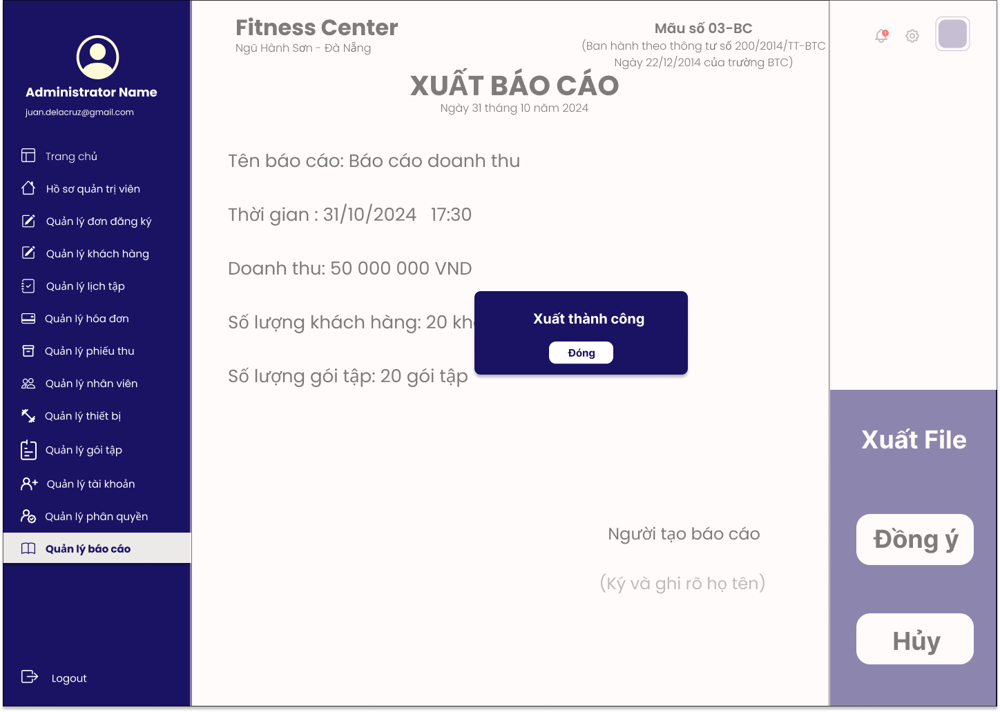 Administrator Name
juan.delacruz@gmail.com
Trang chủ
Hồ sơ quản trị viên
Quản lý đơn đăng ký
Quản lý khách hàng
Quản lý lịch tập
Quản lý hóa đơn
Quản lý phiếu thu
Quản lý nhân viên
Quản lý thiết bị
Quản lý gói tập
Quản lý tài khoản
Quản lý phân quyền
Quản lý báo cáo
Logout
Fitness Center
Ngũ Hành Sơn - Đà Nẵng
Mẫu số 03-BC
(Ban hành theo thông tư số 200/2014/TT-BTC
Ngày 22/12/2014 của trường BTC)
XUẤT BÁO CÁO
Ngày 31 tháng 10 năm 2024
Tên báo cáo: Báo cáo doanh thu
Thời gian : 31/10/2024 17:30
Doanh thu: 50 000 000 VND
Số lượng khách hàng: 20
Số lượng gói tập: 20 gói tập
Xuất thành công
Đóng
Người tạo báo cáo
(Ký và ghi rõ họ tên)
1
Xuất File
Đồng ý
Hủy